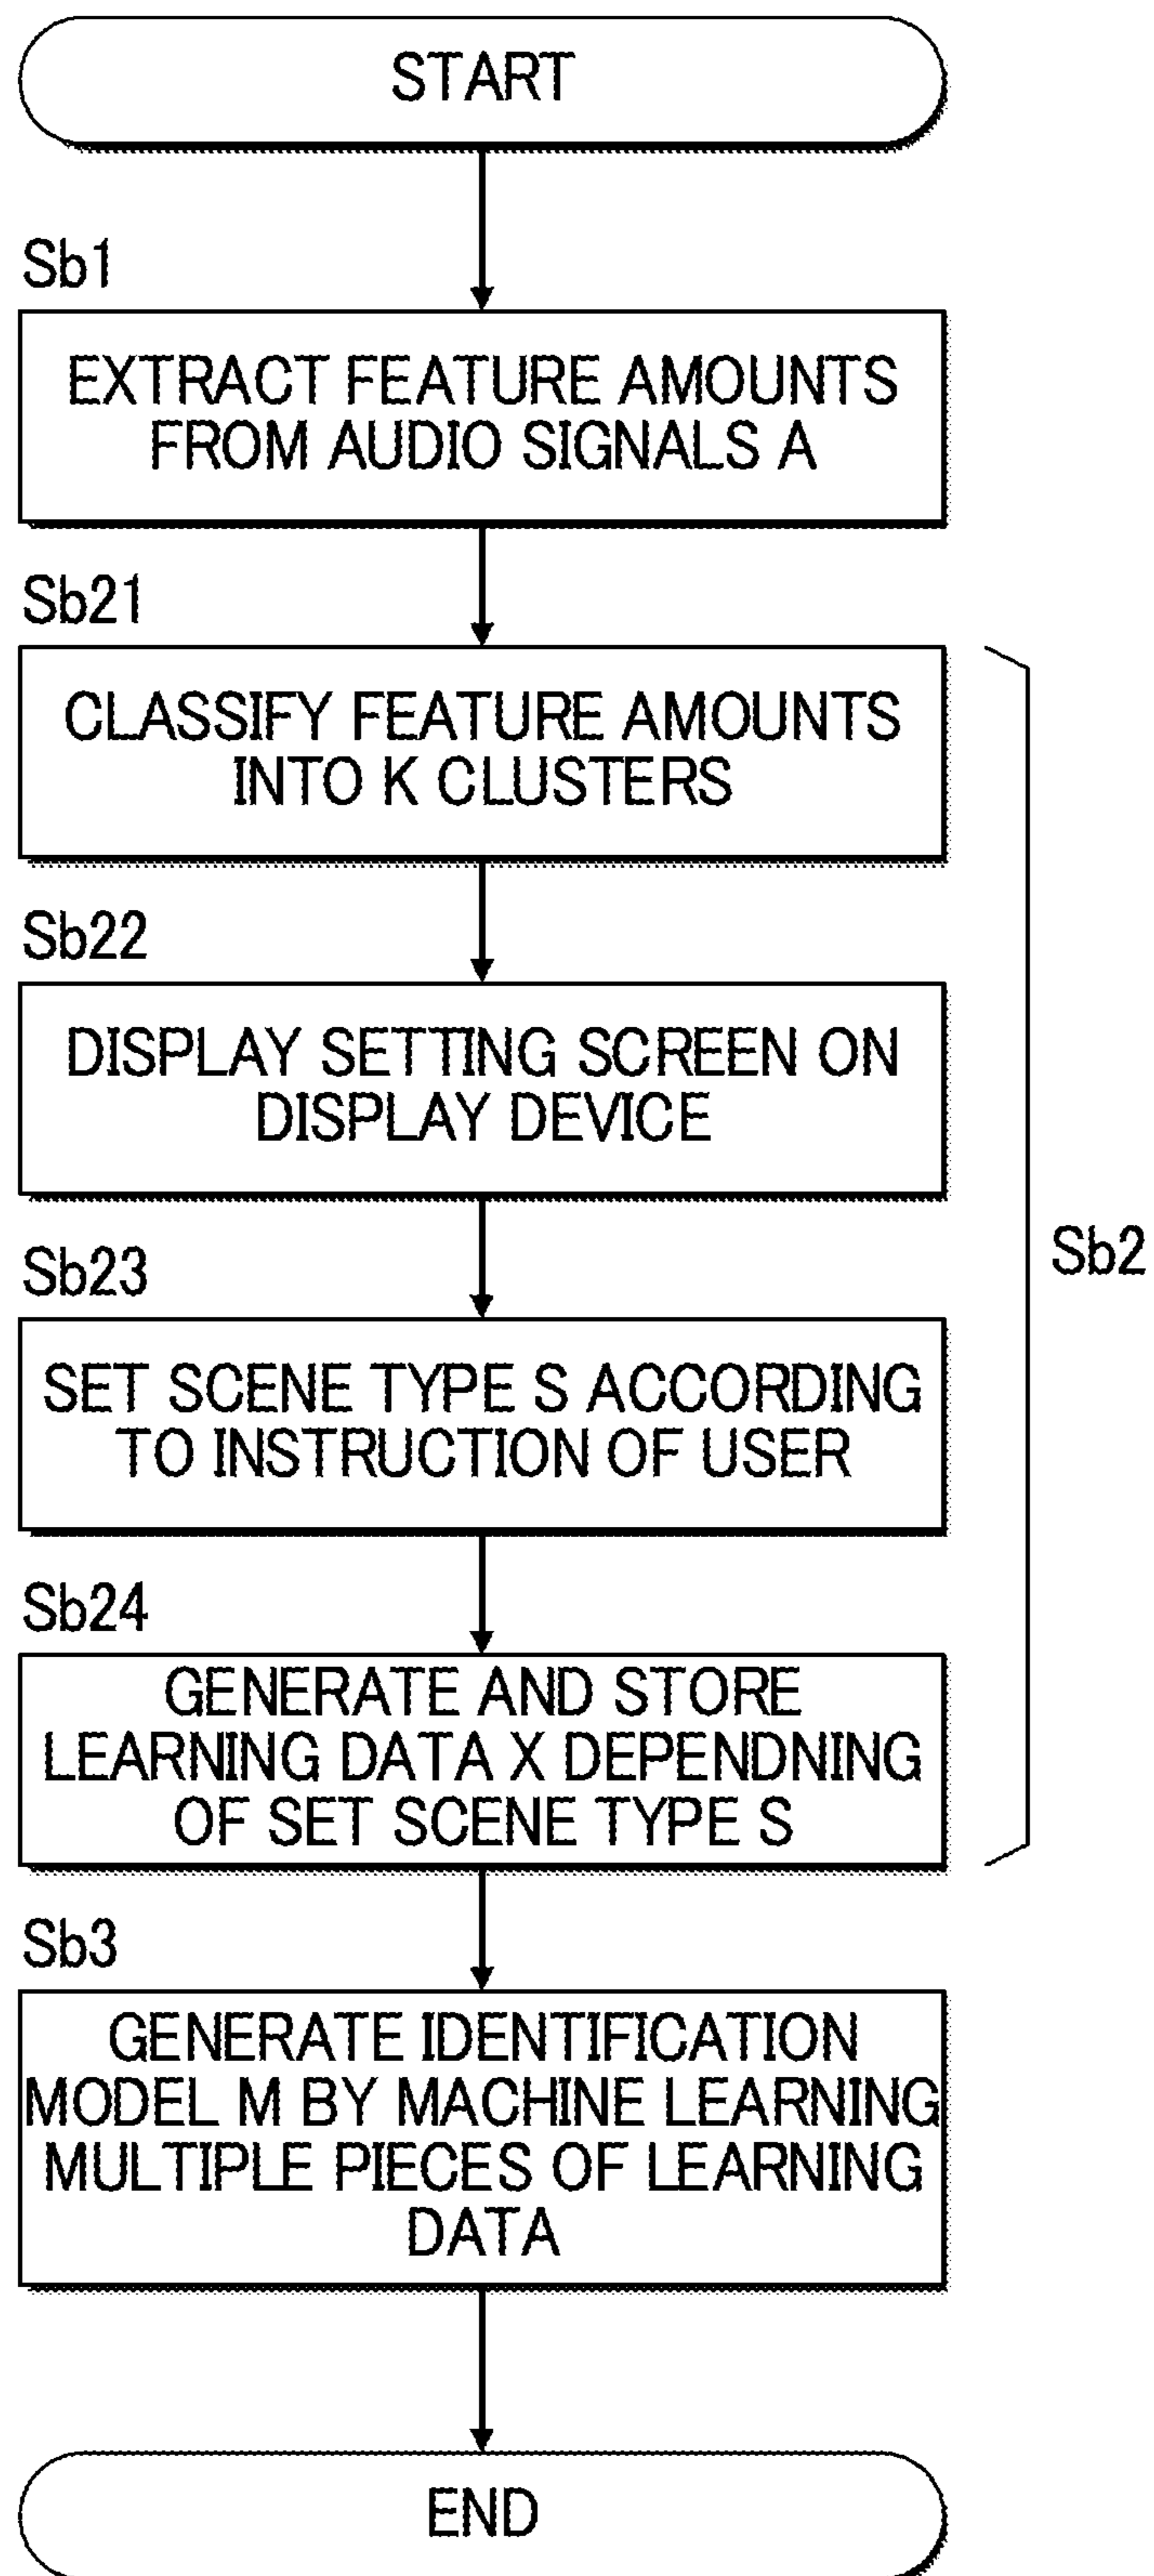 START
Sb1
EXTRACT FEATURE AMOUNTS
FROM AUDIO SIGNALS A
Sb21
CLASSIFY FEATURE AMOUNTS
INTO K CLUSTERS
Sb22
DISPLAY SETTING SCREEN ON
DISPLAY DEVICE
Sb2
Sb23
SET SCENE TYPE S ACCORDING
TO INSTRUCTION OF USER
Sb24
GENERATE AND STORE
LEARNING DATA X DEPENDNING
OF SET SCENE TYPE S
Sb3
GENERATE IDENTIFICATION
MODEL M BY MACHINE LEARNING
MULTIPLE PIECES OF LEARNING
DATA
END